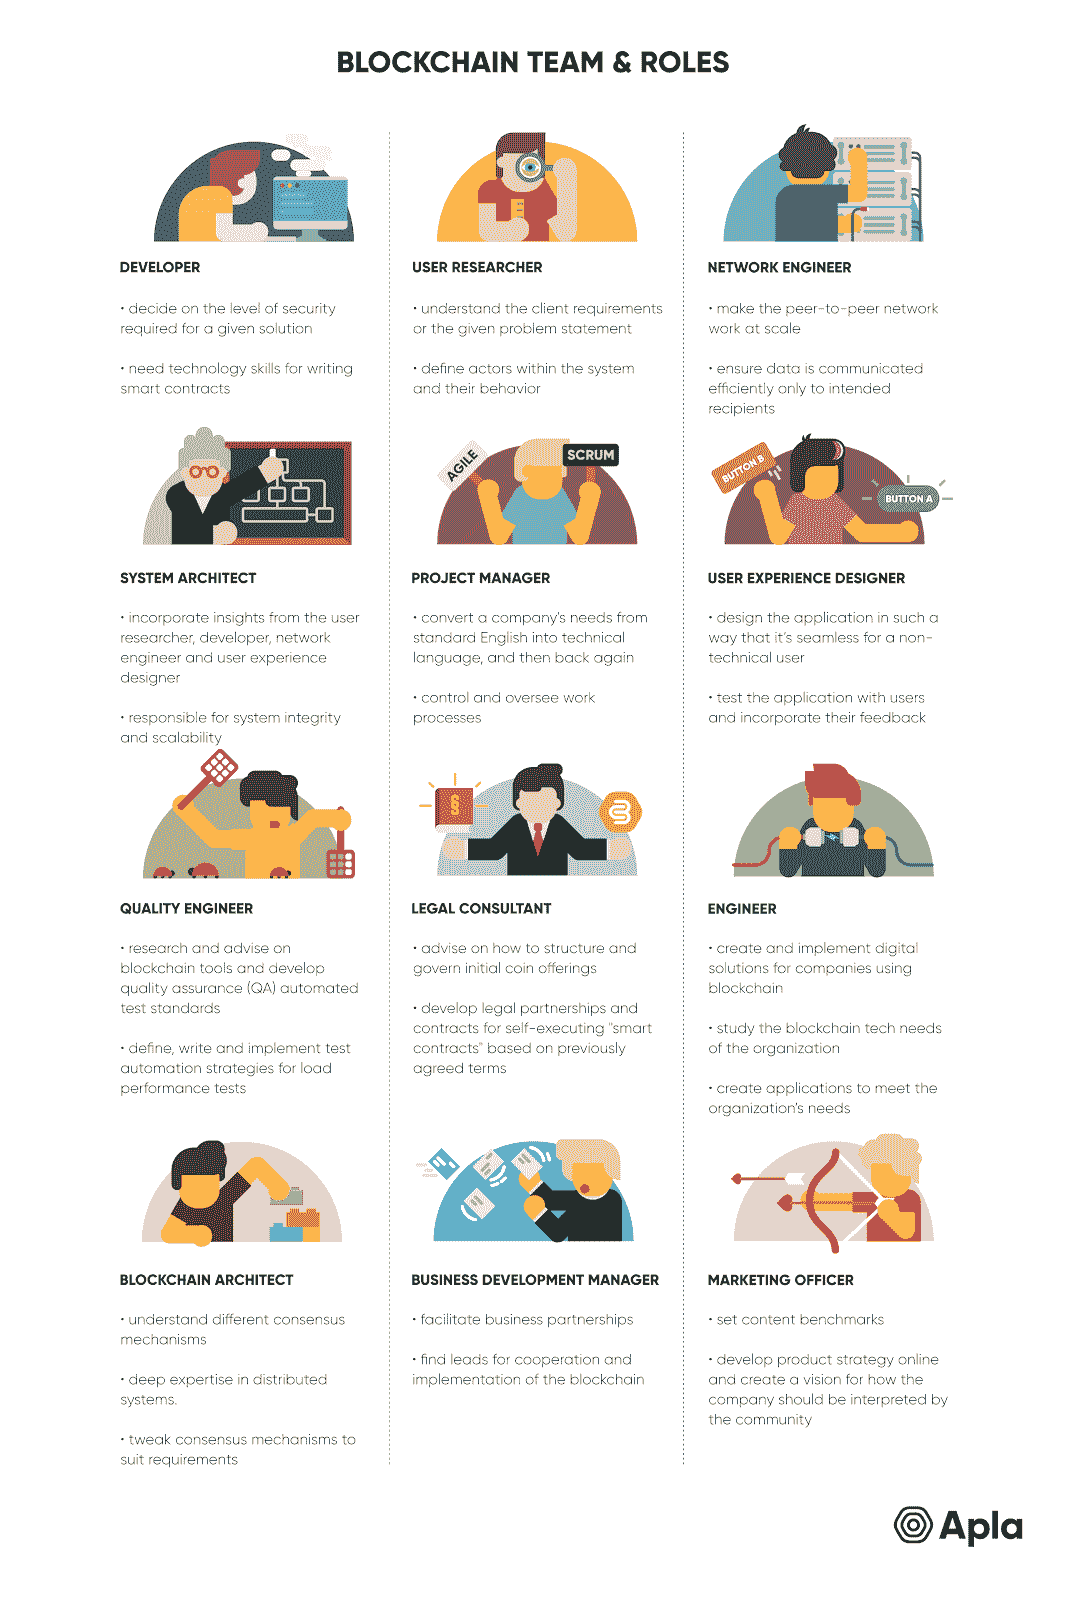 BLOCKCHAIN TEAM & ROLES
DEVELOPER
• decide on the level of security
required for a given solution
• need technology skills for writing
smart contracts
USER RESEARCHER
• understand the client requirements
or the given problem statement
• define actors within the system
and their behavior
NETWORK ENGINEER
• make the peer-to-peer network
work at scale
• ensure data is communicated
efficiently only to intended
recipients
SYSTEM ARCHITECT
• incorporate insights from the user
researcher, developer, network
engineer and user experience
designer
• responsible for system integrity
and scalability
AGILE
SCRUM
PROJECT MANAGER
• convert a company's needs from
standard English into technical
language, and then back again
• control and oversee work
processes
BUTTON B
BUTTON A
USER EXPERIENCE DESIGNER
• design the application in such a
way that it's seamless for a non-
technical user
• test the application with users
and incorporate their feedback
QUALITY ENGINEER
• research and advise on
blockchain tools and develop
quality assurance (QA) automated
test standards
• define, write and implement test
automation strategies for load
performance tests
§
LEGAL CONSULTANT
• advise on how to structure and
govern initial coin offerings
• develop legal partnerships and
contracts for self-executing "smart
contracts" based on previously
agreed terms
ENGINEER
• create and implement digital
solutions for companies using
blockchain
• study the blockchain tech needs
of the organization
• create applications to meet the
organization's needs
BLOCKCHAIN ARCHITECT
• understand different consensus
mechanisms
• deep expertise in distributed
systems.
• tweak consensus mechanisms to
suit requirements
BUSINESS DEVELOPMENT MANAGER
• facilitate business partnerships
• find leads for cooperation and
implementation of the blockchain
MARKETING OFFICER
• set content benchmarks
• develop product strategy online
and create a vision for how the
company should be interpreted by
the community
Apla